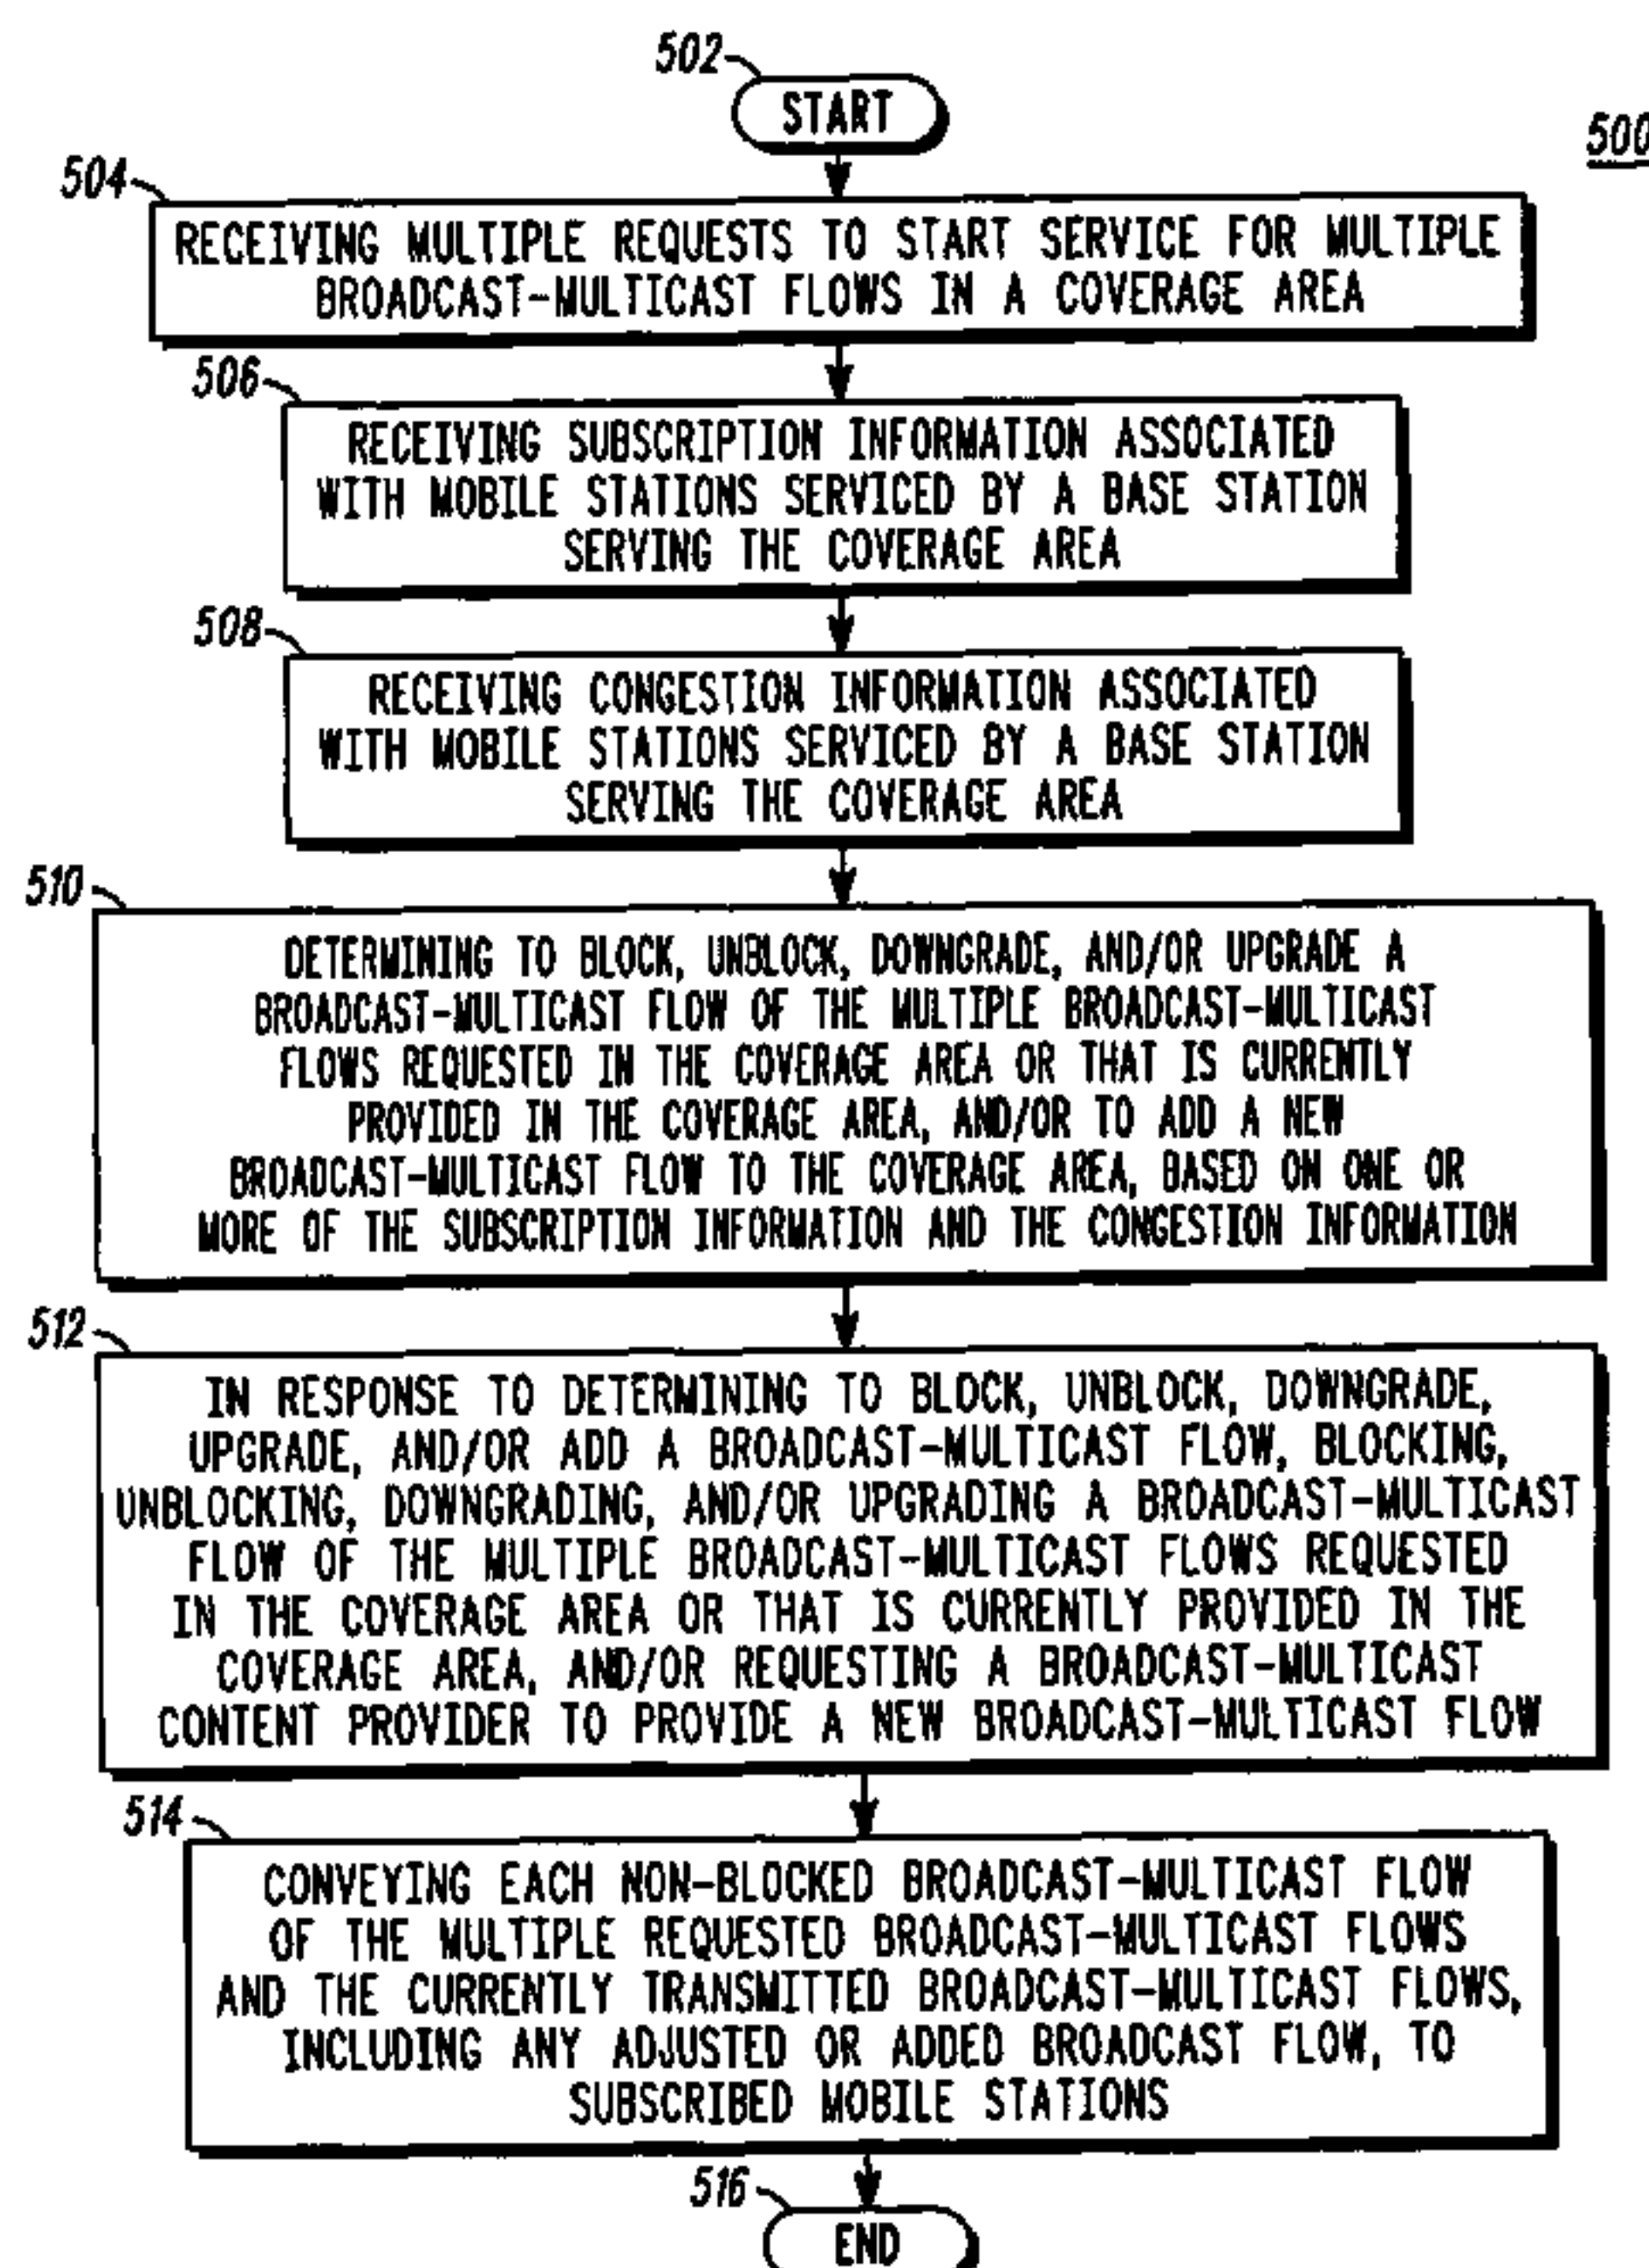 502
START
500
504
RECEIVING MULTIPLE REQUESTS TO START SERVICE FOR MULTIPLE
BROADCAST-MULTICAST FLOWS IN A COVERAGE AREA
506
RECEIVING SUBSCRIPTION INFORMATION ASSOCIATED
WITH MOBILE STATIONS SERVICED BY A BASE STATION
SERVING THE COVERAGE AREA
508
RECEIVING CONGESTION INFORMATION ASSOCIATED
WITH MOBILE STATIONS SERVICED BY A BASE STATION
SERVING THE COVERAGE AREA
510
DETERMINING TO BLOCK, UNBLOCK, DOWNGRADE, AND/OR UPGRADE A
BROADCAST-MULTICAST FLOW OF THE MULTIPLE BROADCAST-MULTICAST
FLOWS REQUESTED IN THE COVERAGE AREA OR THAT IS CURRENTLY
PROVIDED IN THE COVERAGE AREA, AND/OR TO ADD A NEW
BROADCAST-MULTICAST FLOW TO THE COVERAGE AREA, BASED ON ONE OR
MORE OF THE SUBSCRIPTION INFORMATION AND THE CONGESTION INFORMATION
512
IN RESPONSE TO DETERMINING TO BLOCK, UNBLOCK, DOWNGRADE,
UPGRADE, AND/OR ADD A BROADCAST-MULTICAST FLOW, BLOCKING,
UNBLOCKING, DOWNGRADING, AND/OR UPGRADING A BROADCAST-MULTICAST
FLOW OF THE MULTIPLE BROADCAST-MULTICAST FLOWS REQUESTED
IN THE COVERAGE AREA OR THAT IS CURRENTLY PROVIDED IN THE
COVERAGE AREA, AND/OR REQUESTING A BROADCAST-MULTICAST
CONTENT PROVIDER TO PROVIDE A NEW BROADCAST-MULTICAST FLOW
514
CONVEYING EACH NON-BLOCKED BROADCAST-MULTICAST FLOW
OF THE MULTIPLE REQUESTED BROADCAST-MULTICAST FLOWS
AND THE CURRENTLY TRANSMITTED BROADCAST-MULTICAST FLOWS,
INCLUDING ANY ADJUSTED OR ADDED BROADCAST FLOW, TO
SUBSCRIBED MOBILE STATIONS
516
END